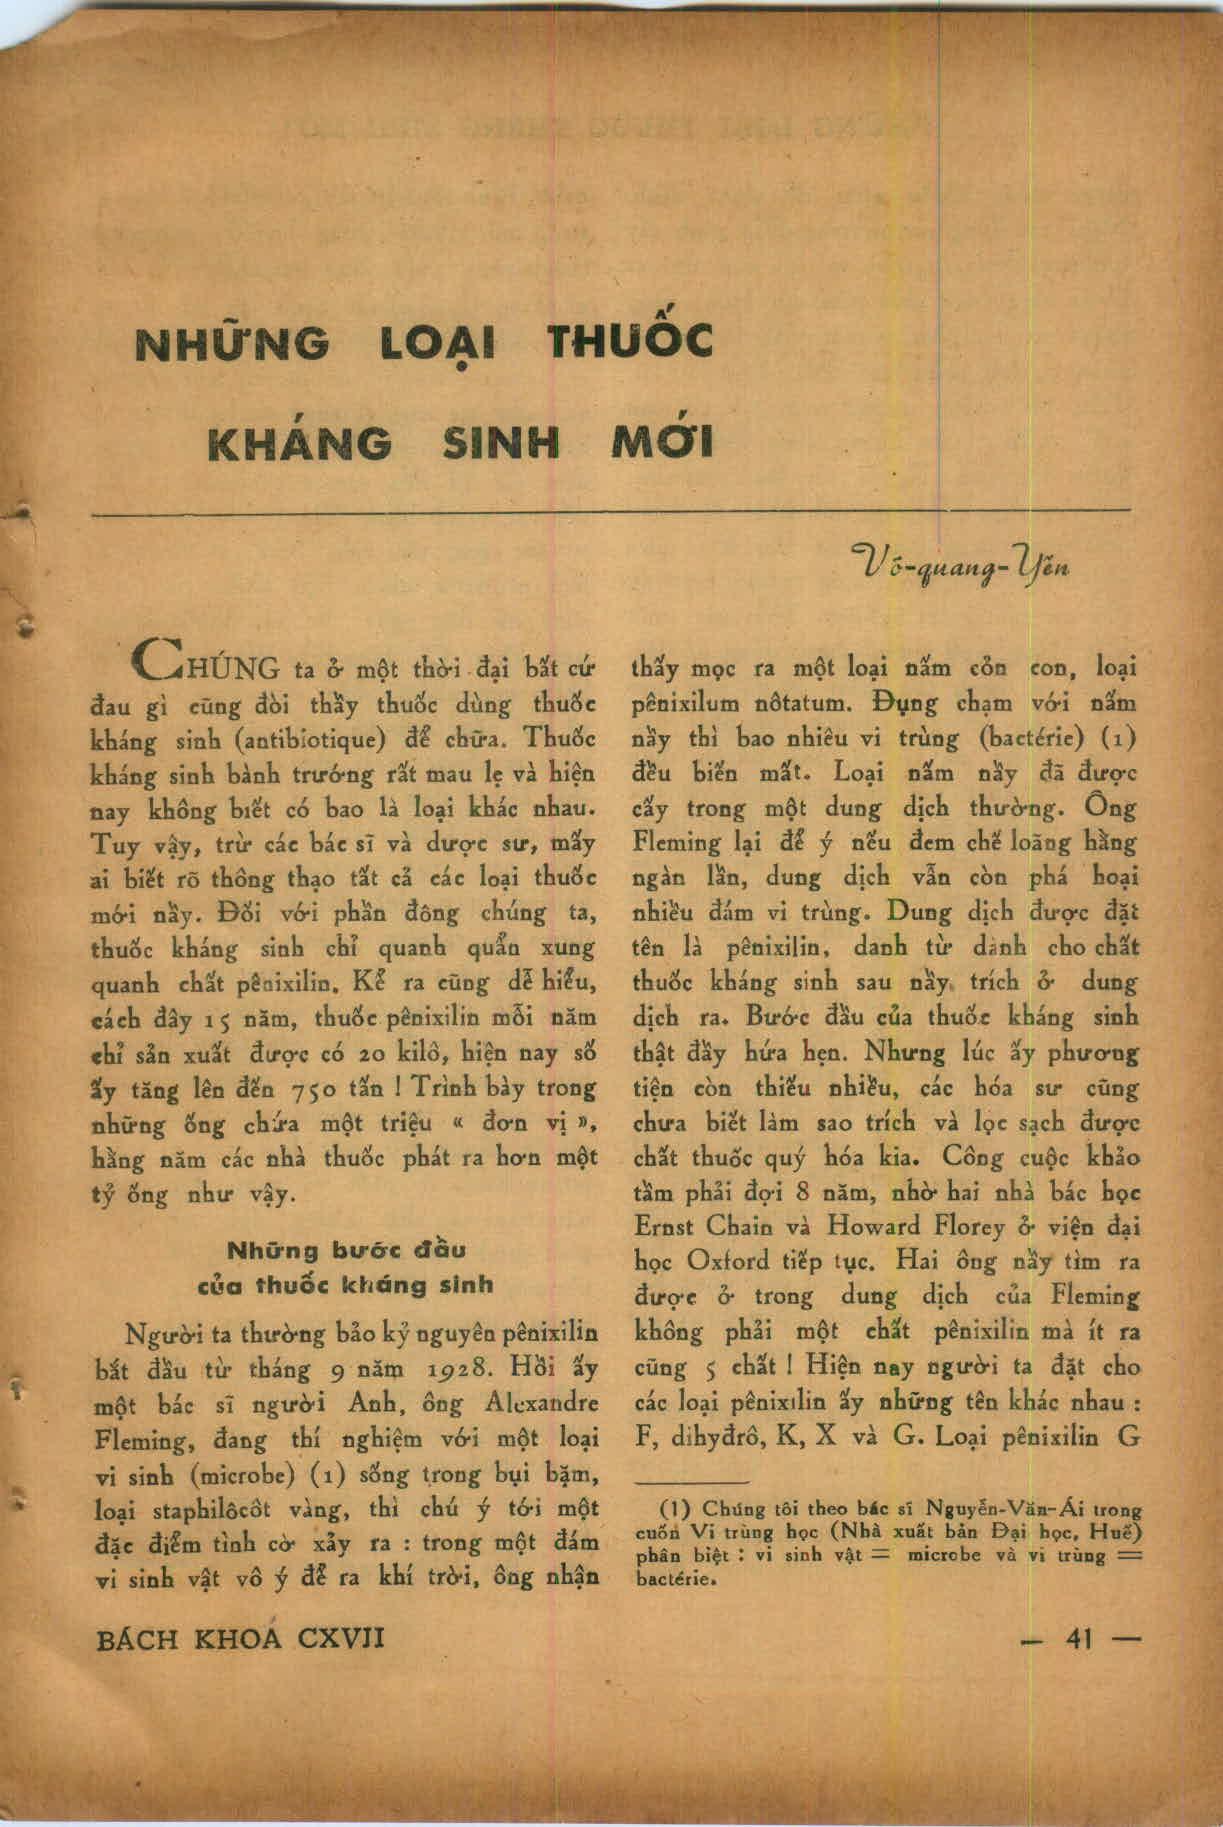 NHỮNG LOẠI THUỐC
KHÁNG SINH MỚI
Võ-quang-Yến
CHÚNG ta ở một thời đại bất cứ
đau gì cũng đòi thầy thuốc dùng thuốc
kháng sinh (antibiotique) để chữa. Thuốc
kháng sinh bành trướng rất mau lẹ và hiện
nay không biết có bao là loại khác nhau.
Tuy vậy, trừ các bác sĩ và dược sư, mấy
ai biết rõ thông thạo tất cả các loại thuốc
mới nầy. Đối với phần đông chúng ta,
thuốc kháng sinh chỉ quanh quẩn xung
quanh chất pênixilin. Kể ra cũng dễ hiểu,
cách đây 15 năm, thuốc pênixilin mỗi năm
chỉ sản xuất được có 20 kilô, hiện nay số
ấy tăng lên đến 750 tấn ! Trình bày trong
những ống chứa một triệu « đơn vị »,
hằng năm các nhà thuốc phát ra hơn một
tỷ ống như vậy.
Những bước đầu
của thuốc kháng sinh
Người ta thường bảo kỷ nguyên pênixilin
bắt đầu từ tháng 9 năm 1928. Hồi ấy
một bác sĩ người Anh, ông Alexandre
Fleming, đang thí nghiệm với một loại
vi sinh (microbe) (1) sống trong bụi bặm,
loại staphilôcôt vàng, thì chú ý tới một
đặc điểm tình cờ xảy ra : trong một đám
vi sinh vật vô ý để ra khí trời, ông nhận
thấy mọc ra một loại nấm cỏn con, loại
pênixilum nôtatum. Đụng chạm với nấm
nầy thì bao nhiêu vi trùng (bactérie) (1)
đều biến mất. Loại nấm nầy đã được
cấy trong một dung dịch thường. Ông
Fleming lại để ý nếu đem chế loãng hằng
ngàn lần, dung dịch vẫn còn phá hoại
nhiều đám vi trùng. Dung dịch được đặt
tên là pênixilin, danh từ dành cho chất
thuốc kháng sinh sau nầy trích ở dung
dịch ra. Bước đầu của thuốc kháng sinh
thật đầy hứa hẹn. Nhưng lúc ấy phương
tiện còn thiếu nhiều, các hóa sư cũng
chưa biết làm sao trích và lọc sạch được
chất thuốc quý hóa kia. Công cuộc khảo
tầm phải đợi 8 năm, nhờ hai nhà bác học
Ernst Chain và Howard Florey ở viện đại
học Oxford tiếp tục. Hai ông nầy tìm ra
được ở trong dung dịch của Fleming
không phải một chất pênixilin mà ít ra
cũng 5 chất ! Hiện nay người ta đặt cho
các loại pênixilin ấy những tên khác nhau :
F, dihyđrô, K, X và G. Loại pênixilin G
(1) Chúng tôi theo bác sĩ Nguyễn-Văn-Ái trong
cuốn Vi trùng học (Nhà xuất bản Đại học, Huế)
phân biệt : vi sinh vật = microbe và vi trùng =
bactérie.
BÁCH KHOA CXVII
— 41 —